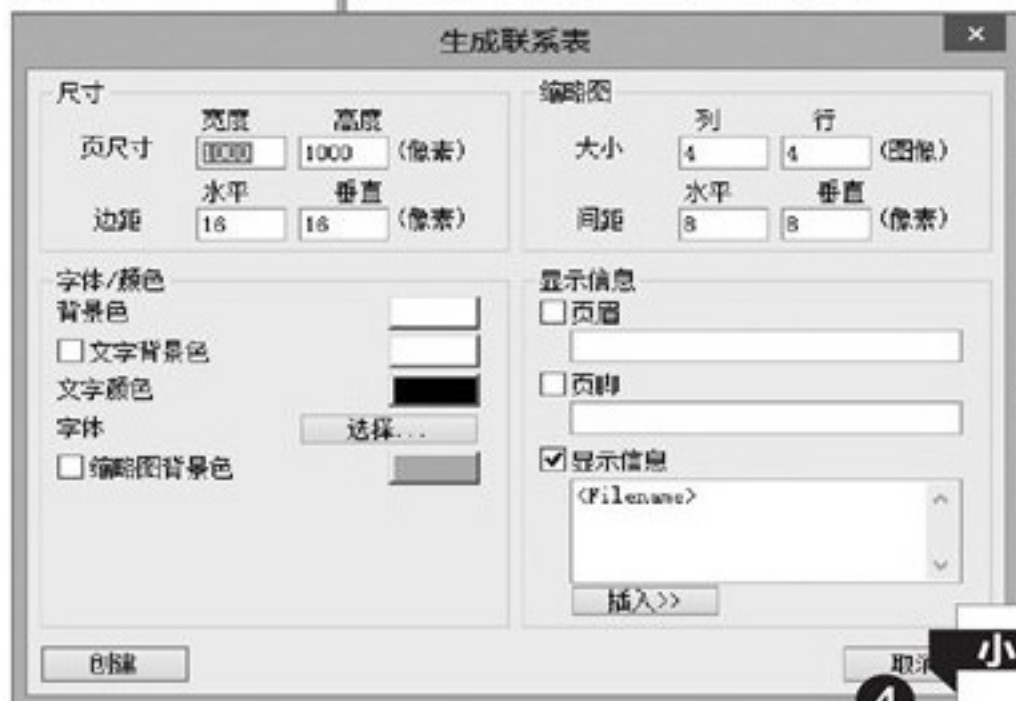 生成联系表
×
尺寸
宽度 高度
页尺寸 1000 1000 (像素)
水平 垂直
边距 16 16 (像素)
缩略图
列 行
大小 4 4 (图像)
水平 垂直
间距 8 8 (像素)
字体/颜色
背景色
文字背景色
文字颜色
字体 选择...
缩略图背景色
显示信息
页眉
页脚
显示信息
<Filename>
插入>>
创建
取消
小
4